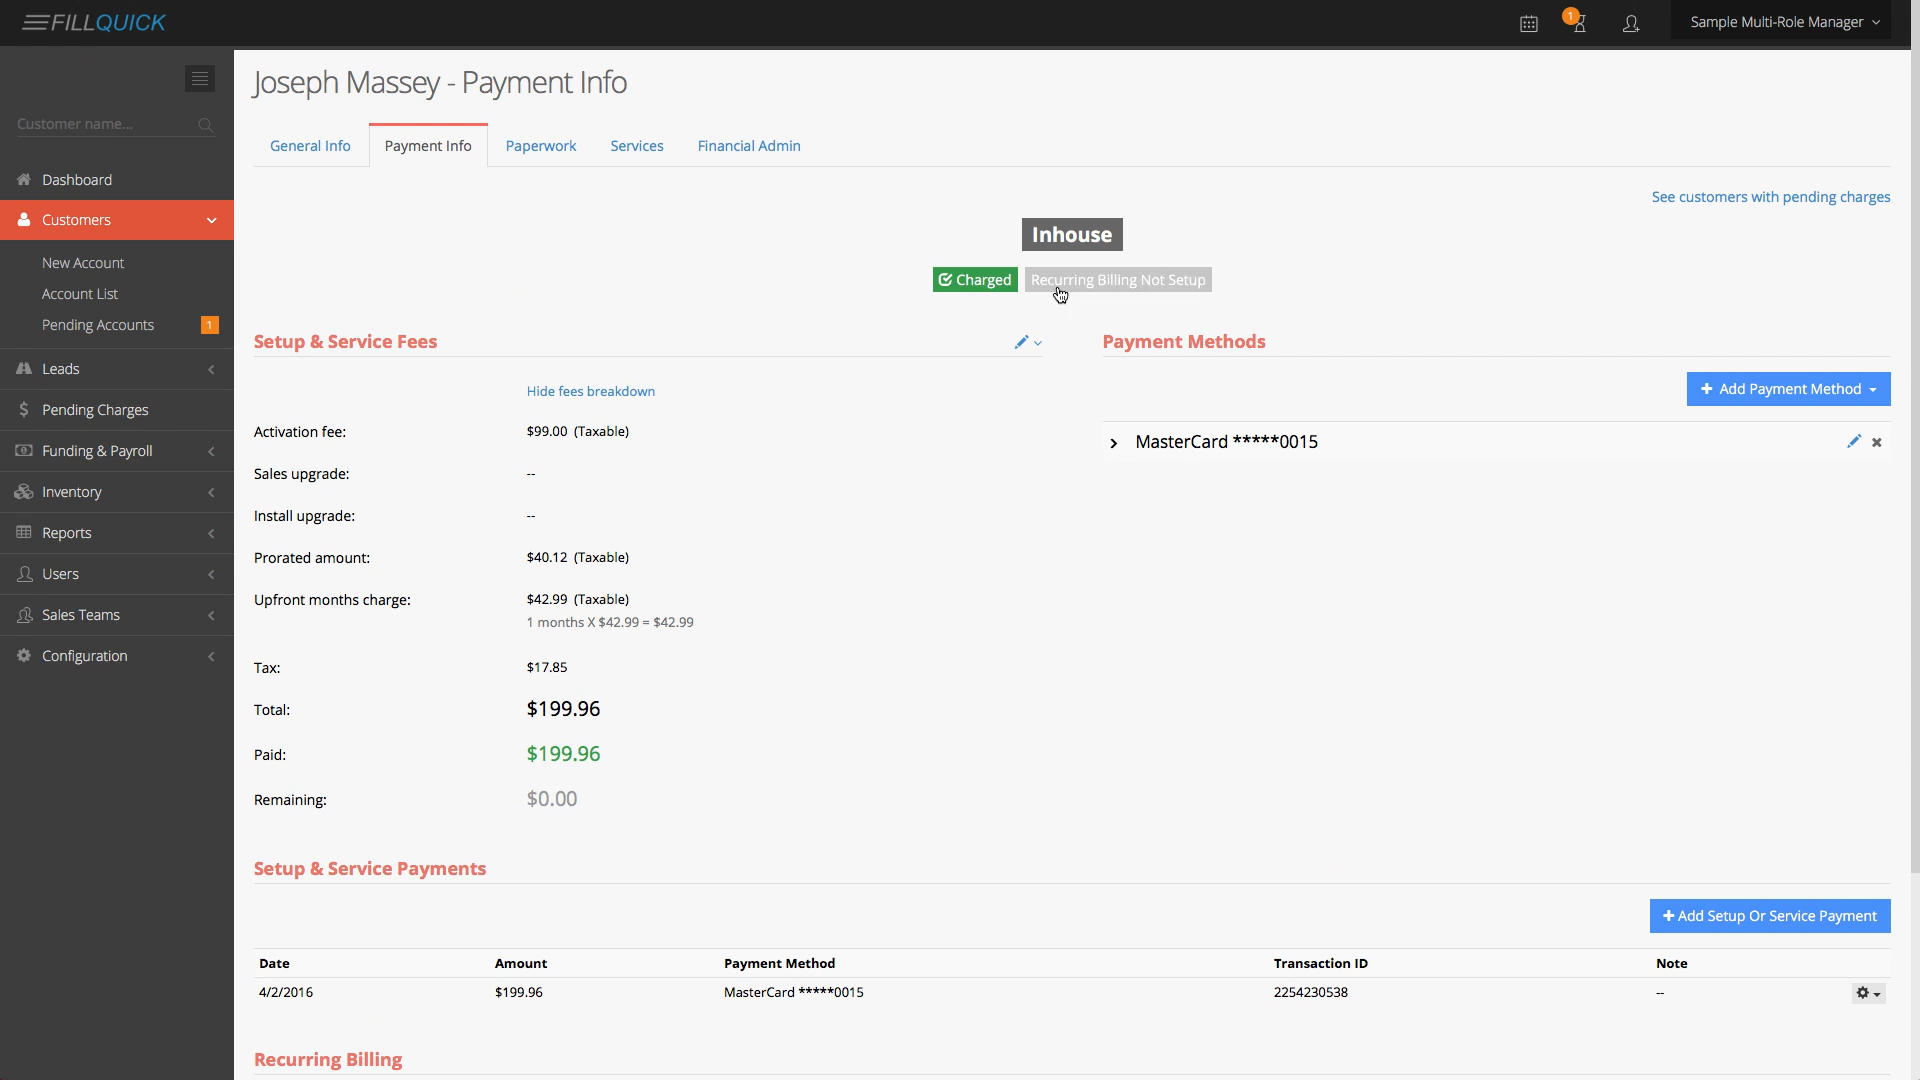 FILLQUICK
1
Sample Multi-Role Manager
Customer name...
Dashboard
Customers
New Account
Account List
Pending Accounts 1
Leads
Pending Charges
Funding & Payroll
Inventory
Reports
Users
Sales Teams
Configuration
Joseph Massey - Payment Info
General Info Payment Info Paperwork Services Financial Admin
See customers with pending charges
Inhouse
Charged Recurring Billing Not Setup
Setup & Service Fees
Hide fees breakdown
Activation fee: $99.00 (Taxable)
Sales upgrade: --
Install upgrade: --
Prorated amount: $40.12 (Taxable)
Upfront months charge: $42.99 (Taxable)
1 months X $42.99 = $42.99
Tax: $17.85
Total: $199.96
Paid: $199.96
Remaining: $0.00
Payment Methods
+ Add Payment Method
MasterCard *****0015
Setup & Service Payments
+ Add Setup Or Service Payment
Date Amount Payment Method Transaction ID Note
4/2/2016 $199.96 MasterCard *****0015 2254230538 --
Recurring Billing